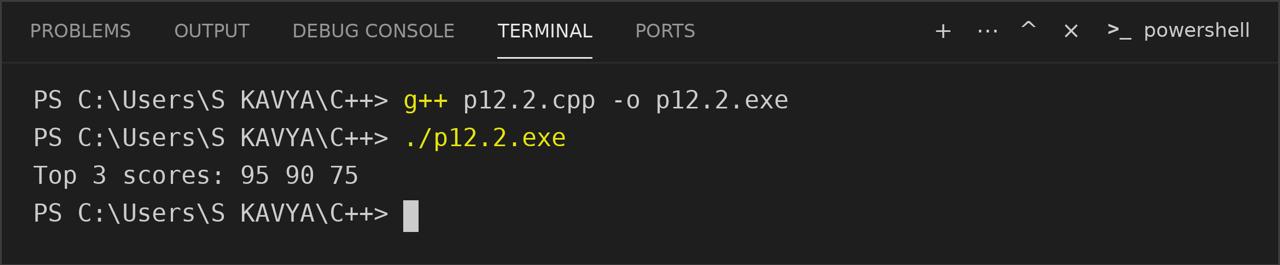 PROBLEMS OUTPUT DEBUG CONSOLE TERMINAL PORTS + ··· ^ × >_ powershell
PS C:\Users\S KAVYA\C++> g++ p12.2.cpp -o p12.2.exe
PS C:\Users\S KAVYA\C++> ./p12.2.exe
Top 3 scores: 95 90 75
PS C:\Users\S KAVYA\C++>